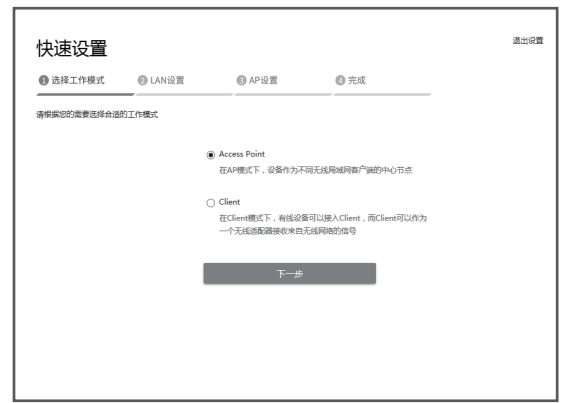 退出设置
快速设置
1 选择工作模式 2 LAN设置 3 AP设置 4 完成
请根据您的需要选择合适的工作模式
Access Point
在AP模式下，设备作为不同无线局域网客户端的中心节点
Client
在Client模式下，有线设备可以接入Client，而Client可以作为
一个无线适配器接收来自无线网络的信号
下一步